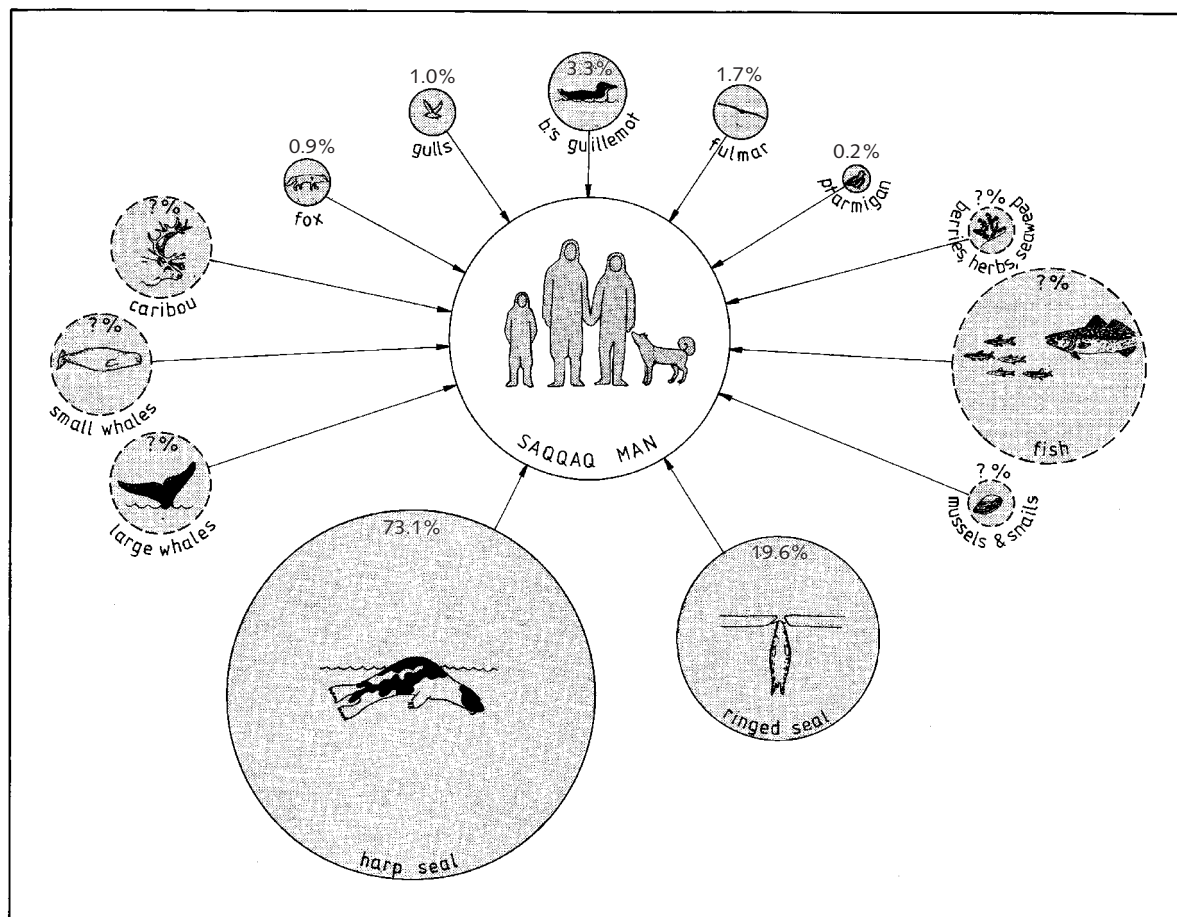 3.3%
b.'s guillemot
1.0%
gulls
1.7%
fulmar
0.9%
fox
0.2%
ptarmigan
?%
caribou
?%
berries, herbs, seaweed
?%
small whales
?%
fish
?%
large whales
?%
mussels & snails
SAQQAQ MAN
73.1%
harp seal
19.6%
ringed seal